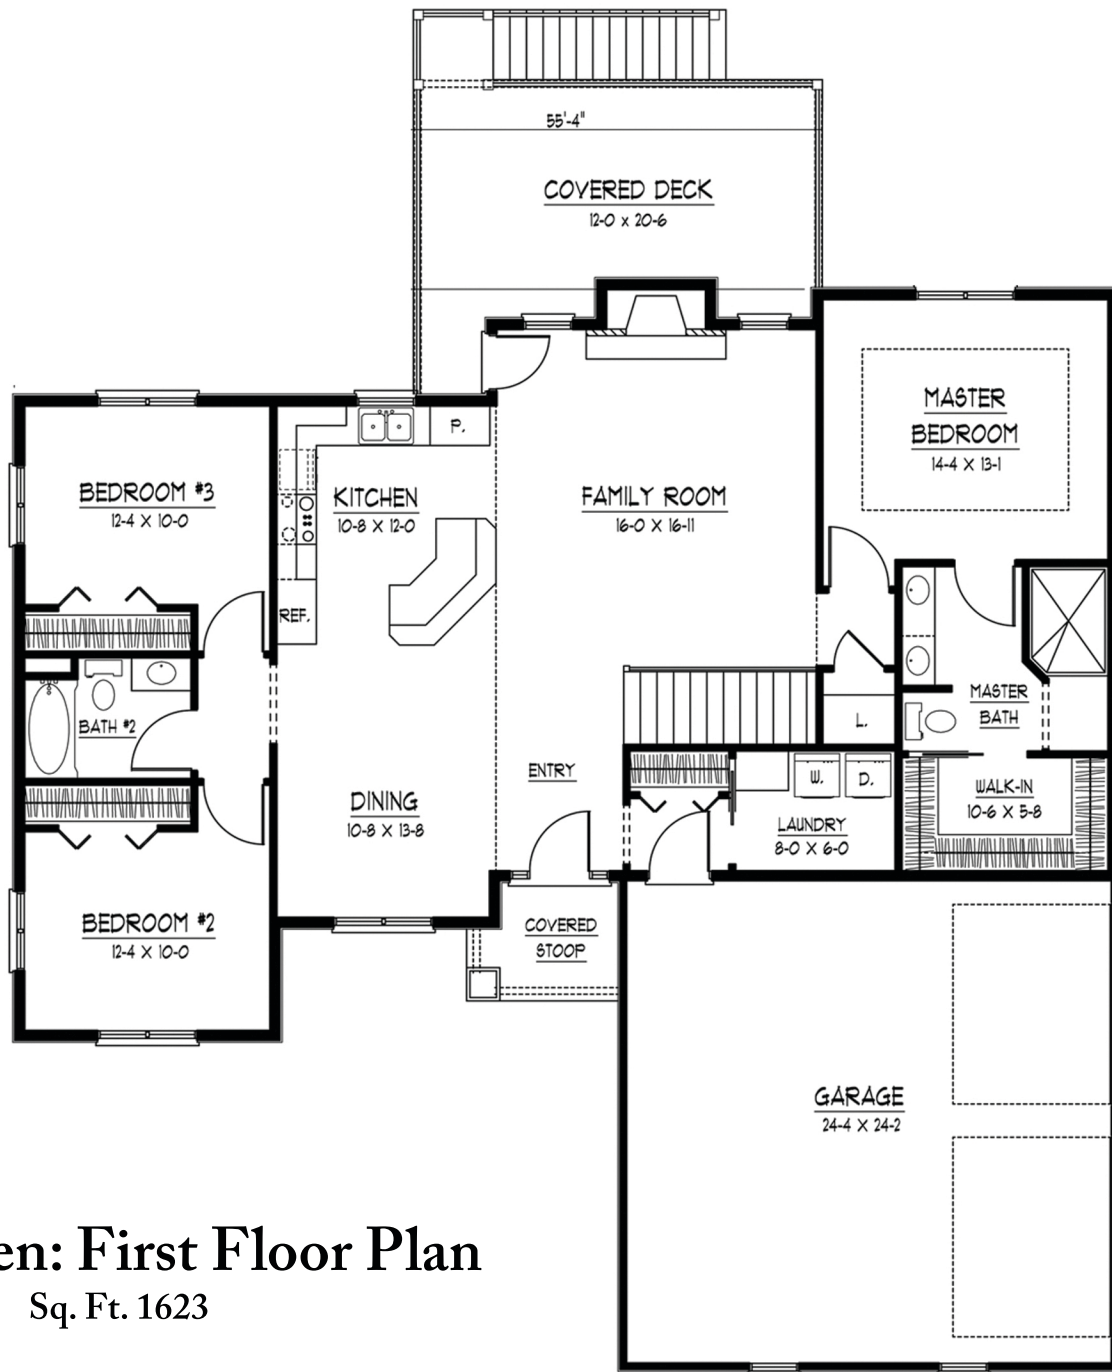 55'-4"
COVERED DECK
12-0 x 20-6
MASTER
BEDROOM
14-4 X 13-1
P.
BEDROOM #3
12-4 X 10-0
KITCHEN
10-8 X 12-0
FAMILY ROOM
16-0 X 16-11
REF.
MASTER
BATH
L.
BATH #2
ENTRY
W.
D.
WALK-IN
10-6 X 5-8
DINING
10-8 X 13-8
LAUNDRY
8-0 X 6-0
BEDROOM #2
12-4 X 10-0
COVERED
STOOP
GARAGE
24-4 X 24-2
en: First Floor Plan
Sq. Ft. 1623